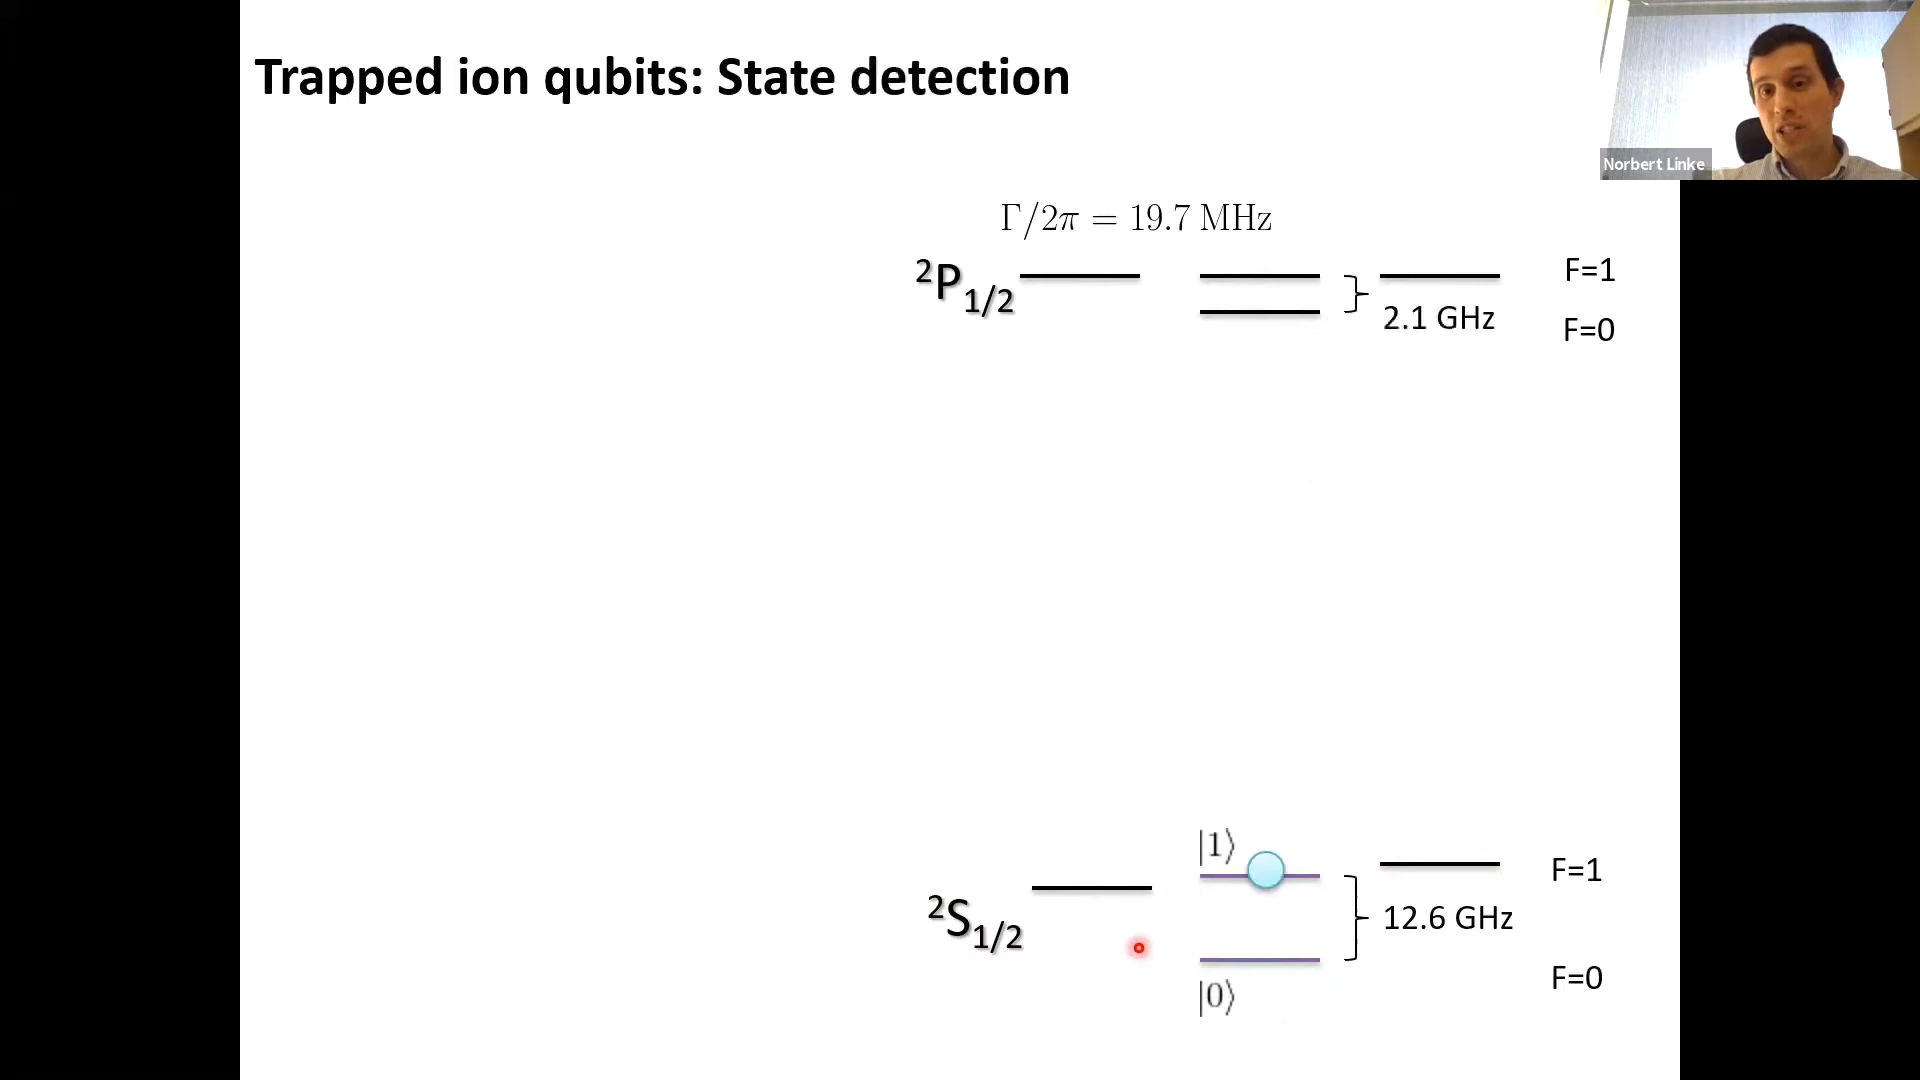 Trapped ion qubits: State detection
Norbert Linke
Γ/2π = 19.7 MHz
²P₁/₂
F=1
2.1 GHz
F=0
|1⟩
F=1
²S₁/₂
12.6 GHz
F=0
|0⟩